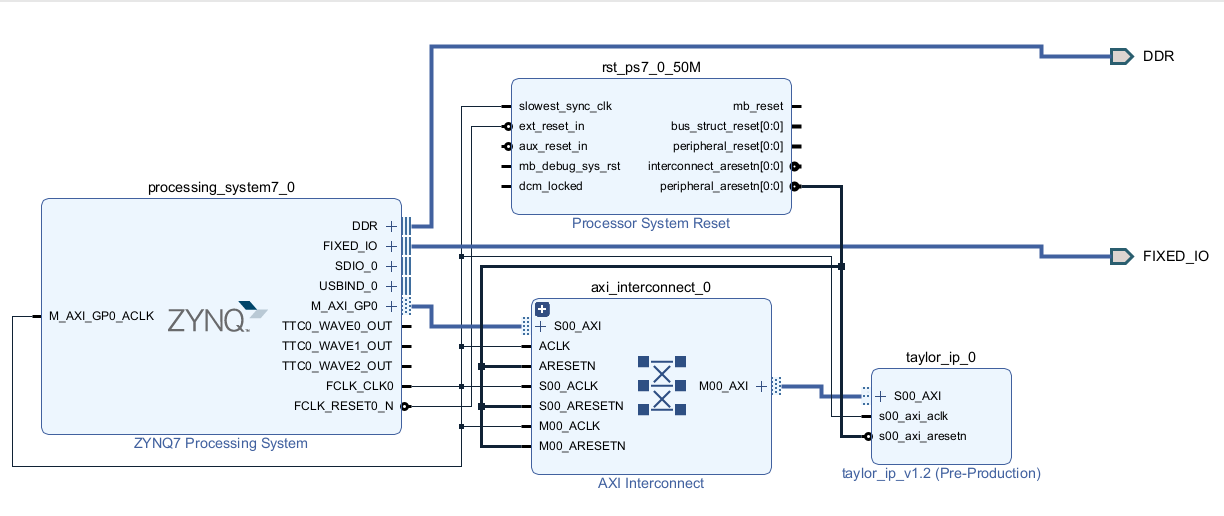 DDR
rst_ps7_0_50M
slowest_sync_clk
mb_reset
ext_reset_in
bus_struct_reset[0:0]
aux_reset_in
peripheral_reset[0:0]
mb_debug_sys_rst
interconnect_aresetn[0:0]
dcm_locked
peripheral_aresetn[0:0]
Processor System Reset
processing_system7_0
DDR
FIXED_IO
SDIO_0
USBIND_0
M_AXI_GP0
M_AXI_GP0_ACLK
ZYNQ
TTC0_WAVE0_OUT
TTC0_WAVE1_OUT
TTC0_WAVE2_OUT
FCLK_CLK0
FCLK_RESET0_N
ZYNQ7 Processing System
FIXED_IO
axi_interconnect_0
S00_AXI
ACLK
ARESETN
S00_ACLK
M00_AXI
S00_ARESETN
M00_ACLK
M00_ARESETN
AXI Interconnect
taylor_ip_0
S00_AXI
s00_axi_aclk
s00_axi_aresetn
taylor_ip_v1.2 (Pre-Production)